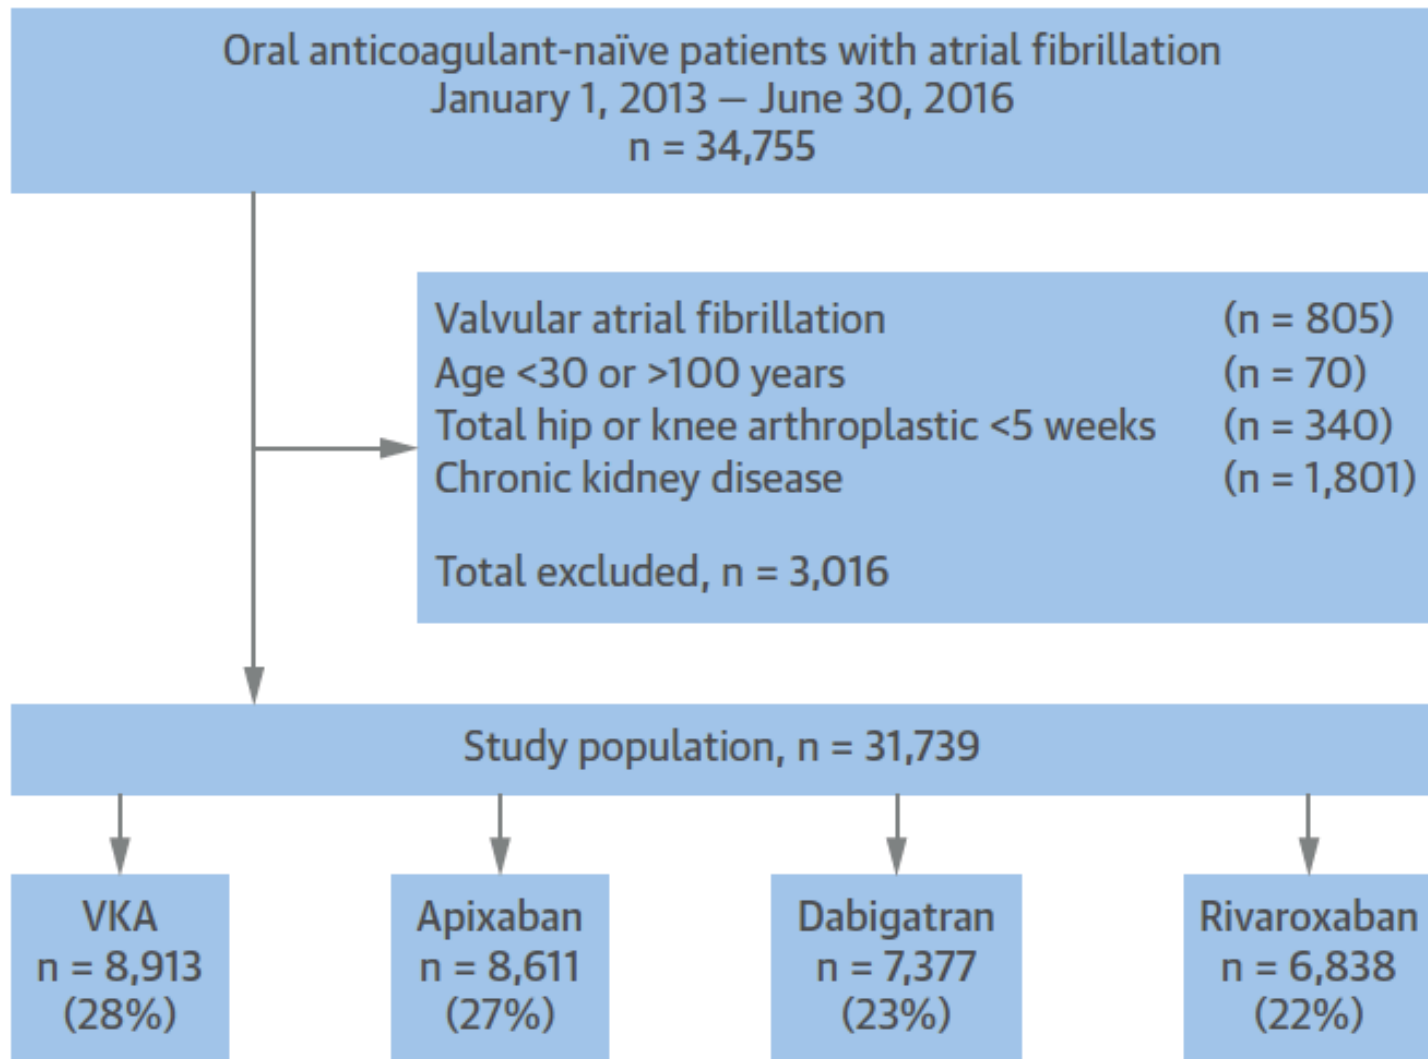 Oral anticoagulant-naïve patients with atrial fibrillation
January 1, 2013 – June 30, 2016
n = 34,755
Valvular atrial fibrillation (n = 805)
Age <30 or >100 years (n = 70)
Total hip or knee arthroplastic <5 weeks (n = 340)
Chronic kidney disease (n = 1,801)
Total excluded, n = 3,016
Study population, n = 31,739
VKA
n = 8,913
(28%)
Apixaban
n = 8,611
(27%)
Dabigatran
n = 7,377
(23%)
Rivaroxaban
n = 6,838
(22%)